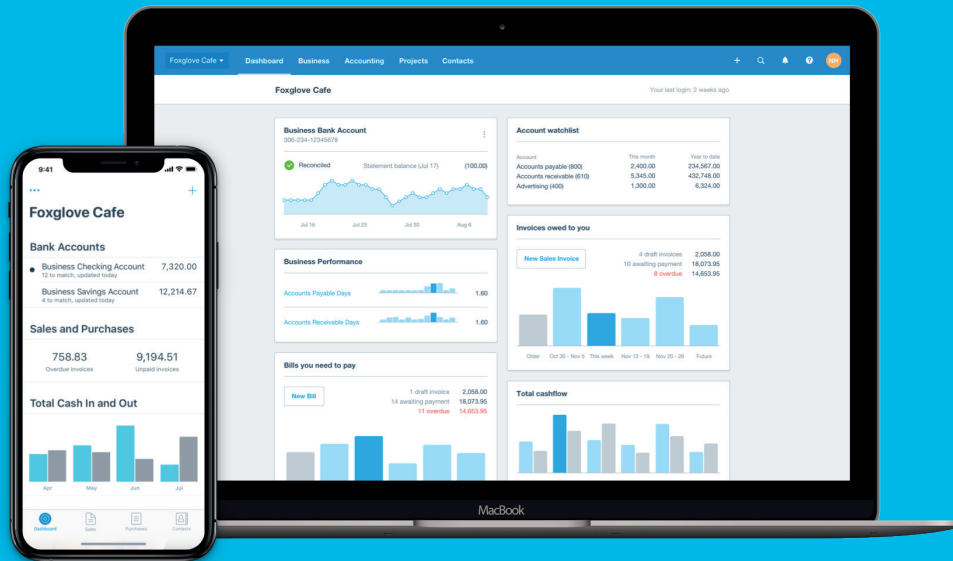 9:41
Foxglove Cafe
Bank Accounts
Business Checking Account 7,320.00
12 to match, updated today
Business Savings Account 12,214.67
4 to match, updated today
Sales and Purchases
758.83 9,194.51
Overdue invoices Unpaid invoices
Total Cash In and Out
Apr May Jun Jul
Dashboard Sales Purchases Contacts
Foxglove Cafe Dashboard Business Accounting Projects Contacts NH
Foxglove Cafe Your last login: 2 weeks ago
Business Bank Account
306-234-12345678
Reconciled Statement balance (Jul 17) (100.00)
Jul 16 Jul 23 Jul 30 Aug 6
Business Performance
Accounts Payable Days 1.60
Accounts Receivable Days 1.60
Bills you need to pay
New Bill
1 draft invoice 2,058.00
14 awaiting payment 18,073.95
11 overdue 14,653.95
Account watchlist
Account This month Year to date
Accounts payable (800) 2,400.00 234,567.00
Accounts receivable (610) 5,345.00 432,748.00
Advertising (400) 1,300.00 6,324.00
Invoices owed to you
New Sales Invoice
4 draft invoices 2,058.00
10 awaiting payment 18,073.95
8 overdue 14,653.95
Older Oct 30 - Nov 5 This week Nov 13 - 19 Nov 20 - 26 Future
Total cashflow
MacBook